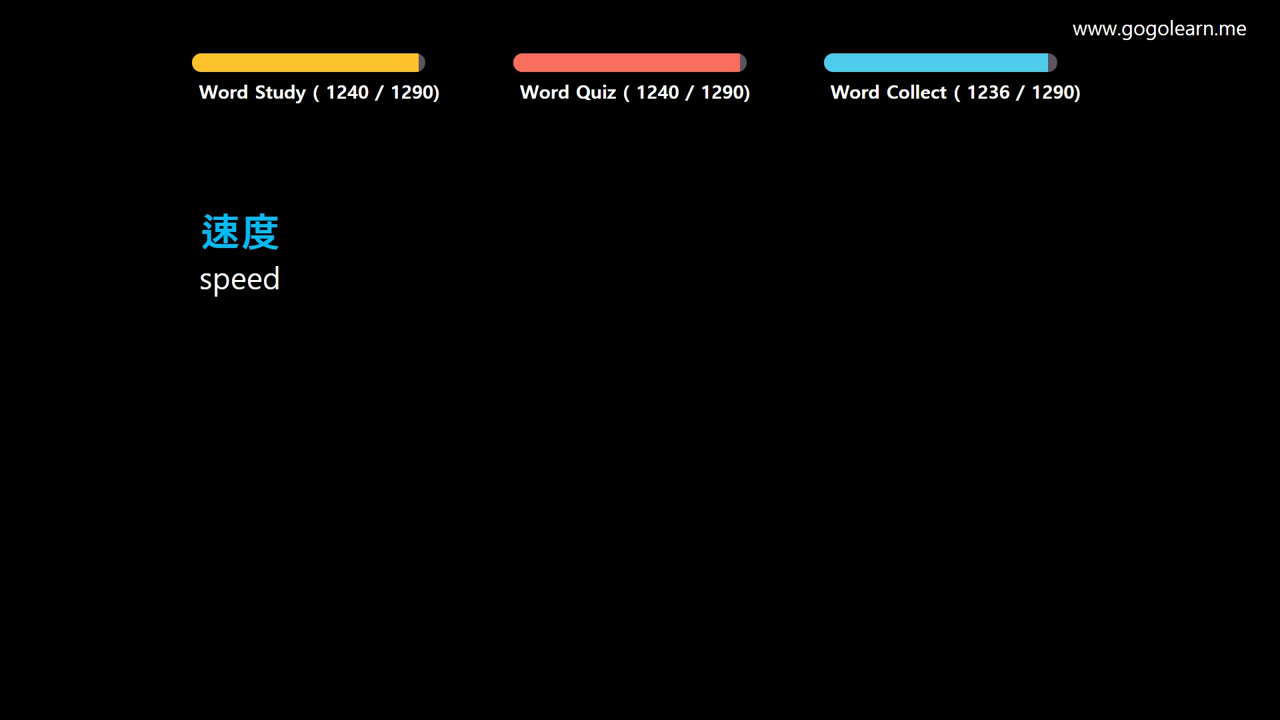 www.gogolearn.me
Word Study ( 1240 / 1290)
Word Quiz ( 1240 / 1290)
Word Collect ( 1236 / 1290)
速度
speed